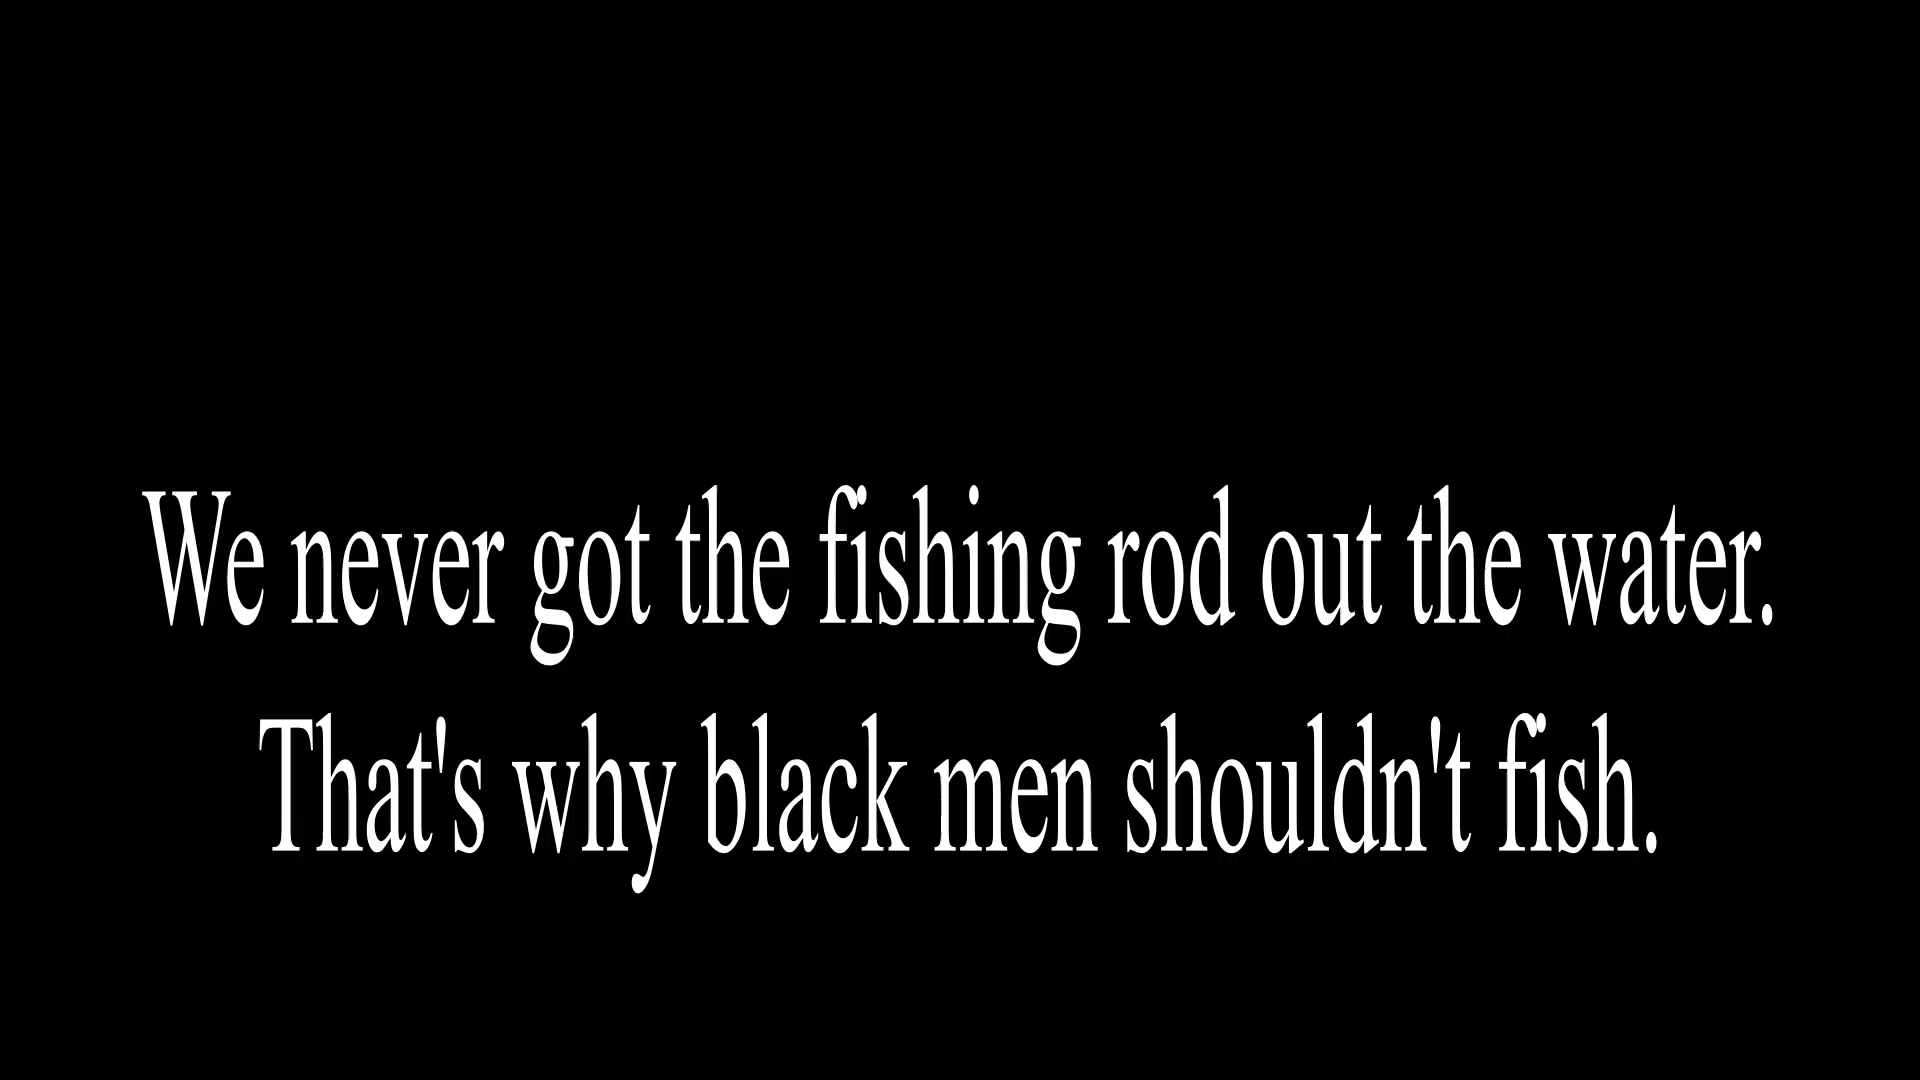 We never got the fishing rod out the water.
That's why black men shouldn't fish.